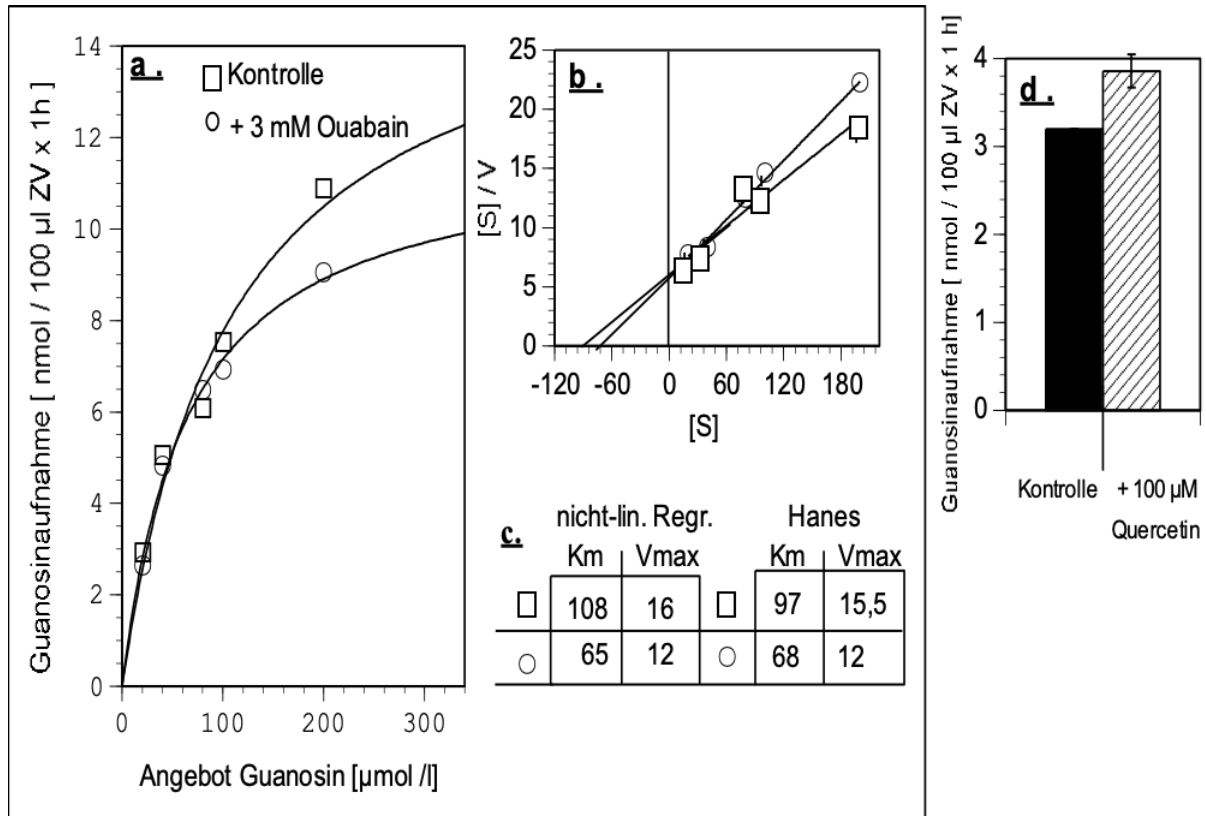 a .
Kontrolle
+ 3 mM Ouabain
Guanosinaufnahme [ nmol / 100 µl ZV x 1h ]
14
12
10
8
6
4
2
0
0 100 200 300
Angebot Guanosin [µmol /l]
b .
[S] / V
25
20
15
10
5
0
-120 -60 0 60 120 180
[S]
c.
nicht-lin. Regr. Hanes
Km Vmax Km Vmax
108 16 97 15,5
65 12 68 12
d .
Guanosinaufnahme [ nmol / 100 µl ZV x 1 h ]
4
3
2
1
0
Kontrolle + 100 µM
Quercetin